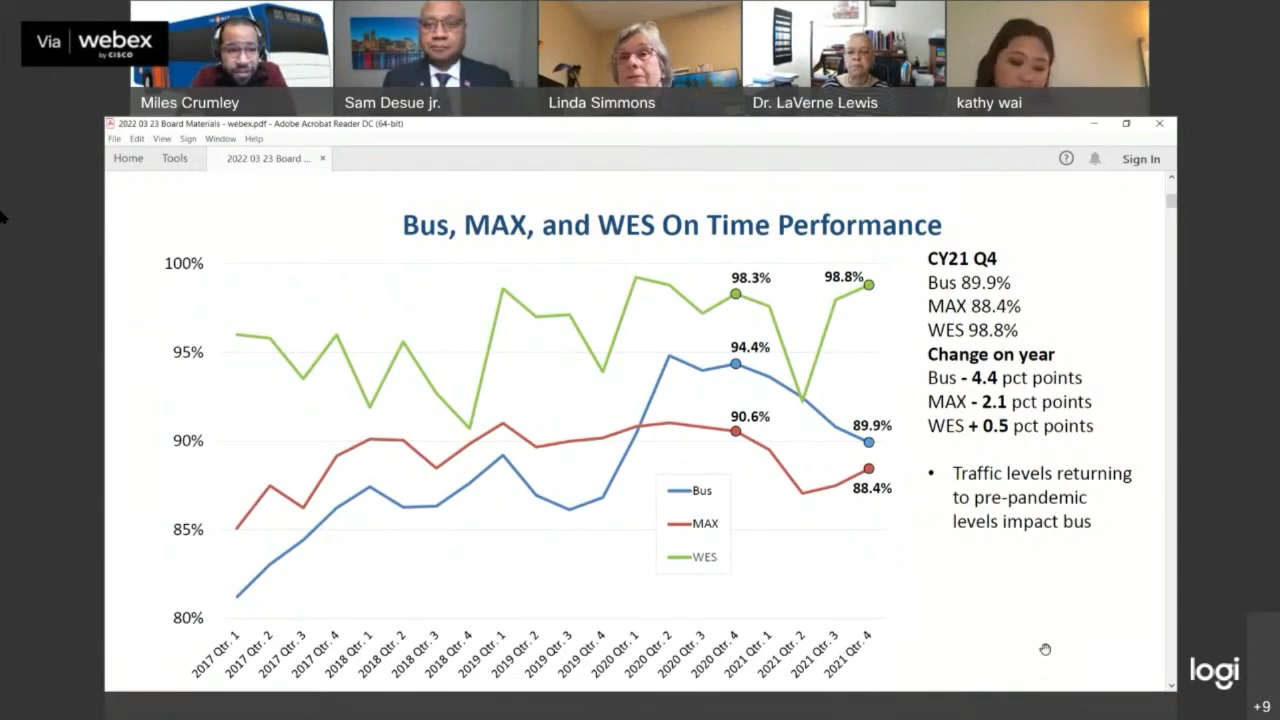 Via webex
by CISCO
DO YOUR PART
Miles Crumley
Sam Desue jr.
Linda Simmons
Dr. LaVerne Lewis
kathy wai
2022 03 23 Board Materials - webex.pdf - Adobe Acrobat Reader DC (64-bit)
File Edit View Sign Window Help
Home Tools 2022 03 23 Board ... × Sign In
Bus, MAX, and WES On Time Performance
100%
95%
90%
85%
80%
98.3%
98.8%
94.4%
90.6%
89.9%
88.4%
Bus
MAX
WES
2017 Qtr. 1
2017 Qtr. 2
2017 Qtr. 3
2017 Qtr. 4
2018 Qtr. 1
2018 Qtr. 2
2018 Qtr. 3
2018 Qtr. 4
2019 Qtr. 1
2019 Qtr. 2
2019 Qtr. 3
2019 Qtr. 4
2020 Qtr. 1
2020 Qtr. 2
2020 Qtr. 3
2020 Qtr. 4
2021 Qtr. 1
2021 Qtr. 2
2021 Qtr. 3
2021 Qtr. 4
CY21 Q4
Bus 89.9%
MAX 88.4%
WES 98.8%
Change on year
Bus - 4.4 pct points
MAX - 2.1 pct points
WES + 0.5 pct points
• Traffic levels returning
to pre-pandemic
levels impact bus
logi
+9